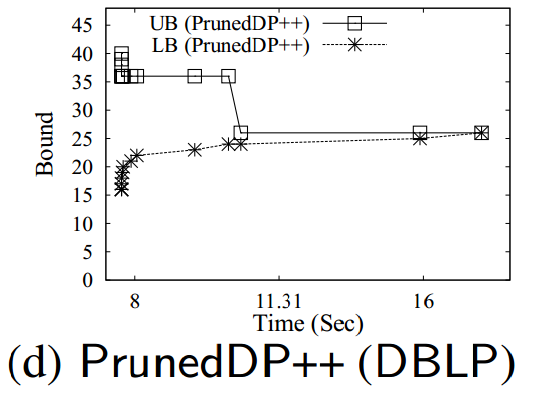 UB (PrunedDP++)
LB (PrunedDP++)
45
40
35
30
25
20
15
10
5
0
Bound
8 11.31 16
Time (Sec)
(d) PrunedDP++ (DBLP)